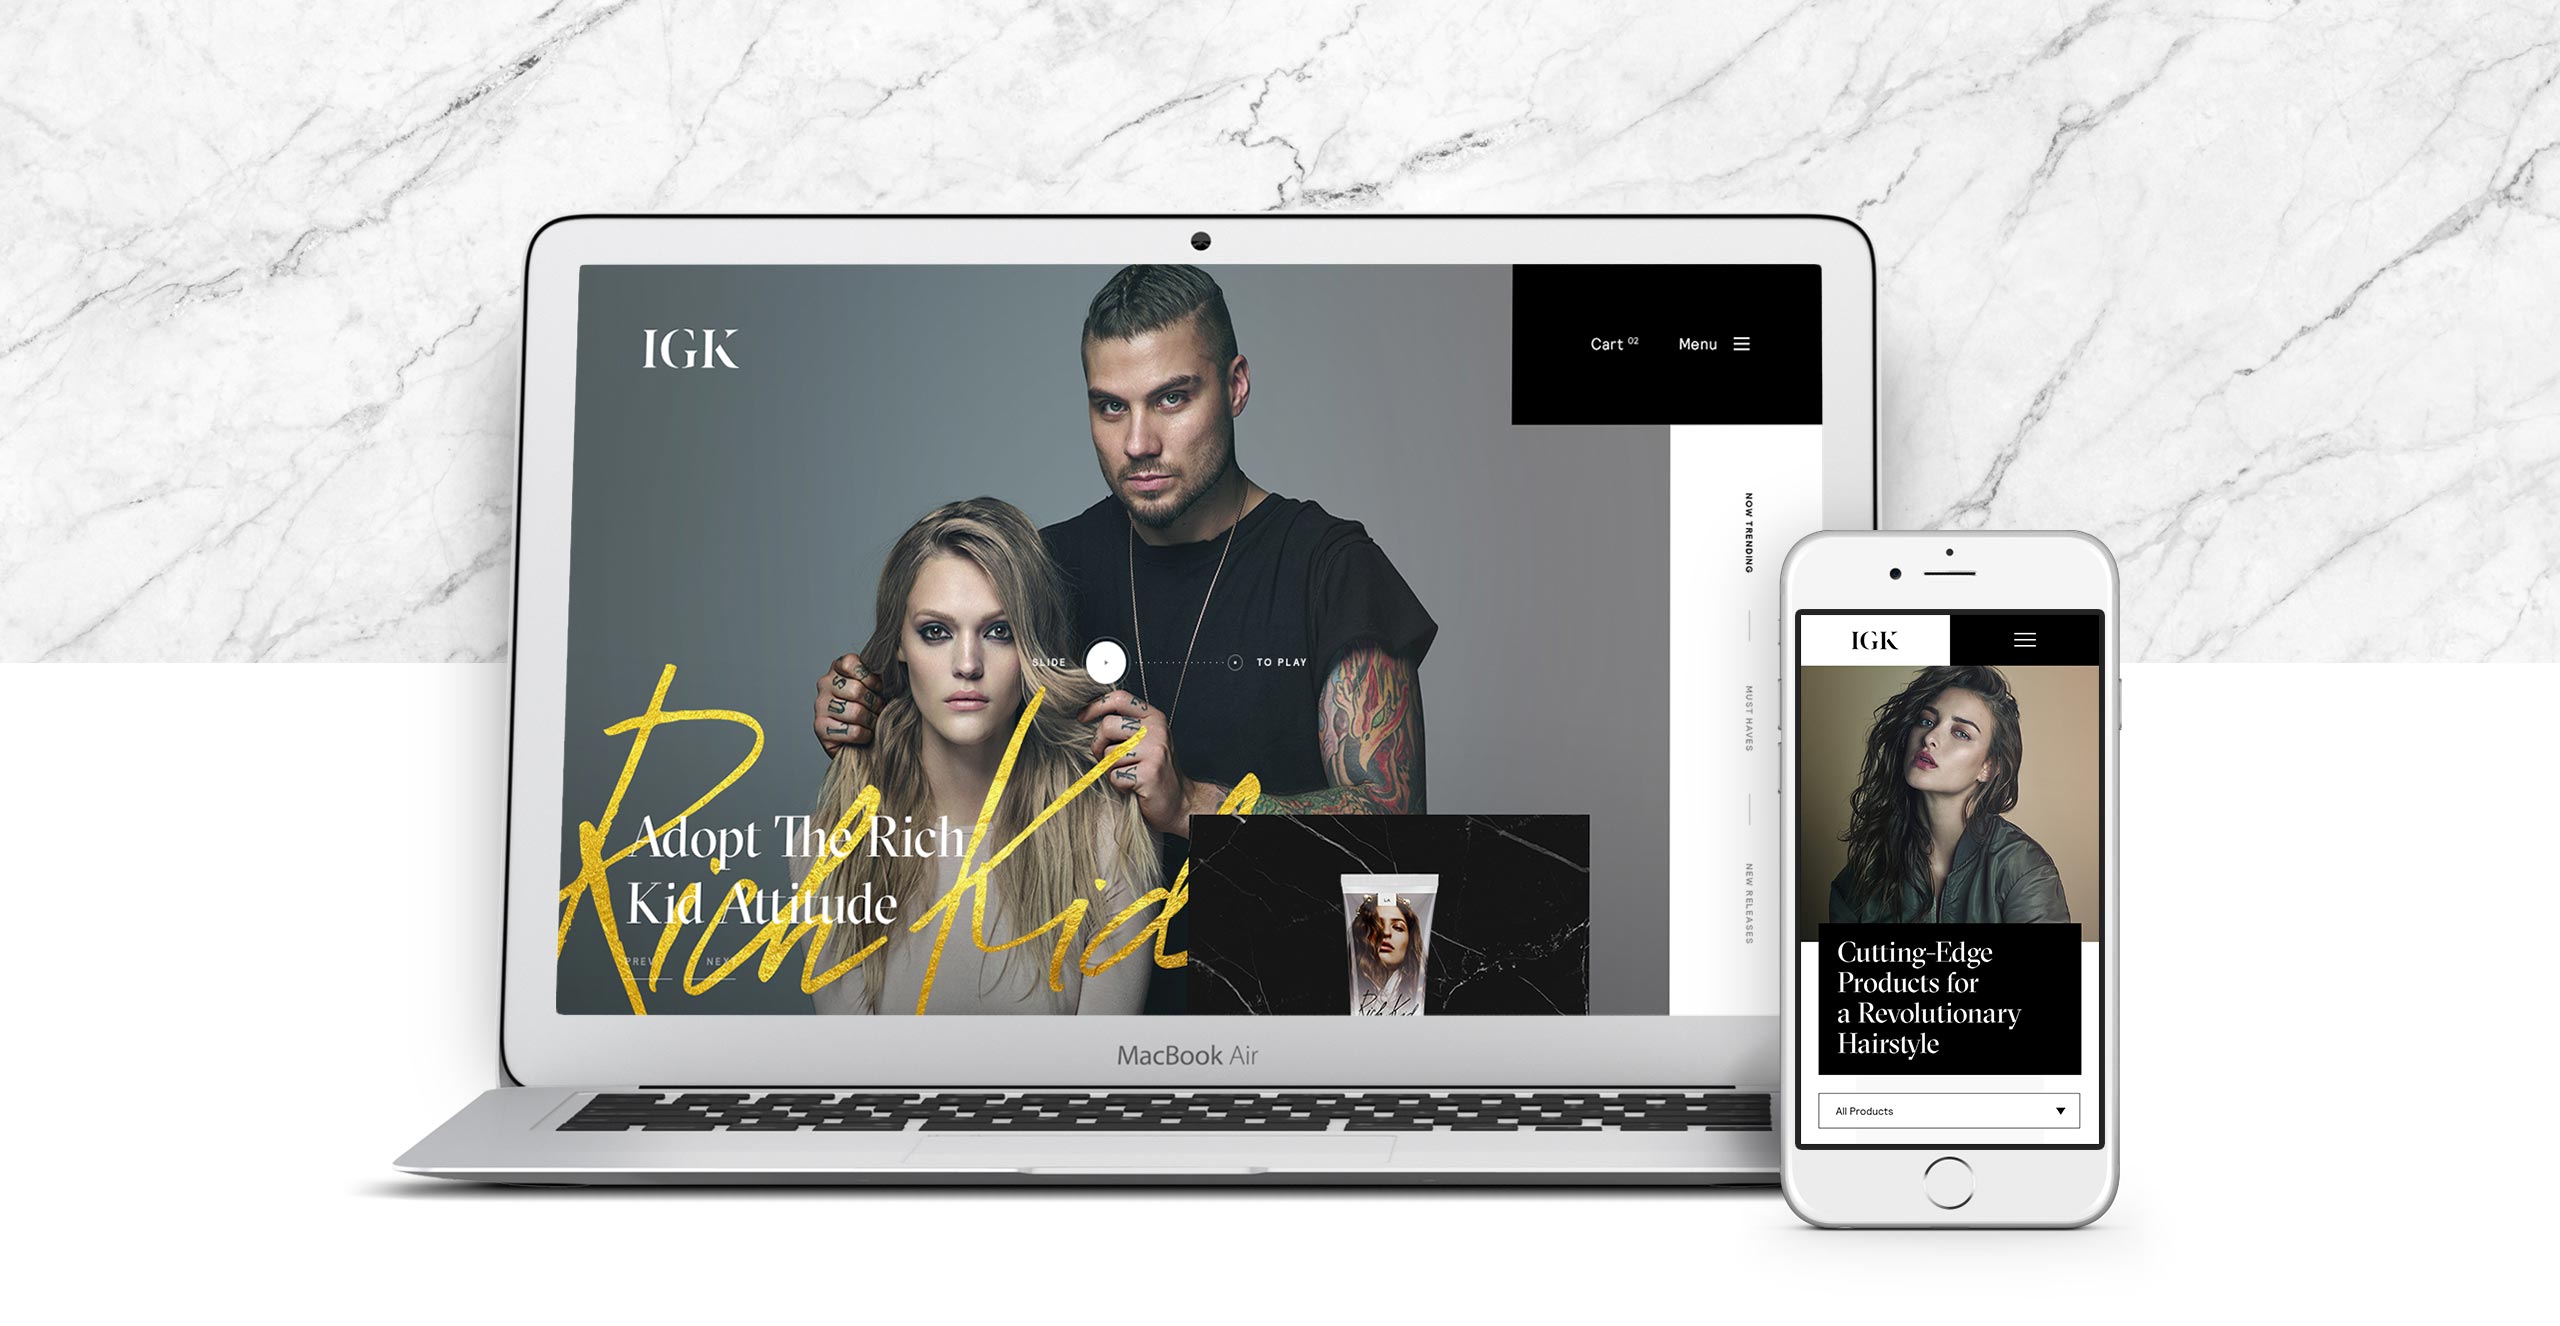 IGK
Cart 02
Menu
NOW TRENDING
MUST HAVES
NEW RELEASES
SLIDE
TO PLAY
Rich Kid
Adopt The Rich
Kid Attitude
PREV
NEXT
LA
Rich Kid
MacBook Air
IGK
Cutting-Edge
Products for
a Revolutionary
Hairstyle
All Products